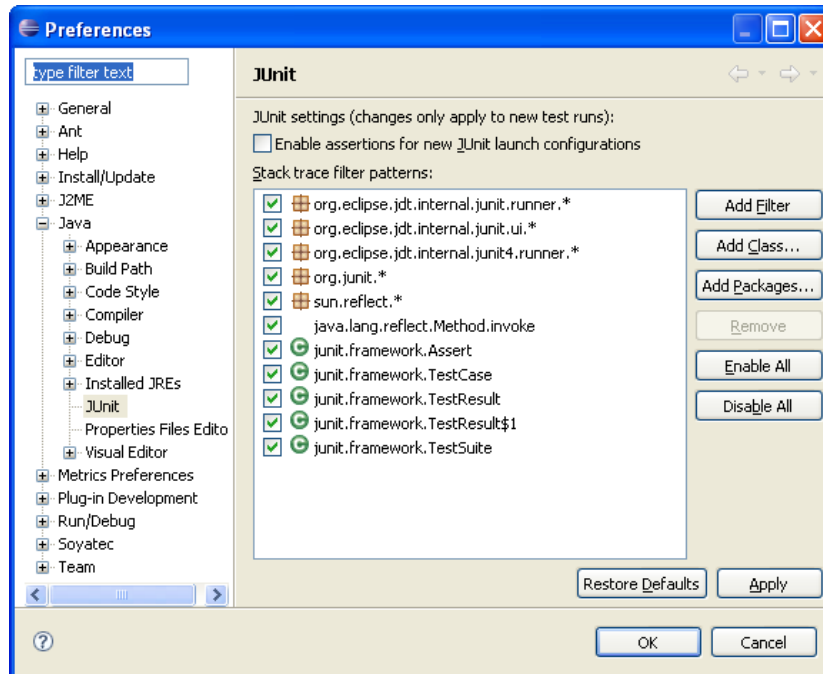 Preferences
type filter text
General
Ant
Help
Install/Update
J2ME
Java
Appearance
Build Path
Code Style
Compiler
Debug
Editor
Installed JREs
JUnit
Properties Files Edito
Visual Editor
Metrics Preferences
Plug-in Development
Run/Debug
Soyatec
Team
JUnit
JUnit settings (changes only apply to new test runs):
Enable assertions for new JUnit launch configurations
Stack trace filter patterns:
org.eclipse.jdt.internal.junit.runner.*
org.eclipse.jdt.internal.junit.ui.*
org.eclipse.jdt.internal.junit4.runner.*
org.junit.*
sun.reflect.*
java.lang.reflect.Method.invoke
junit.framework.Assert
junit.framework.TestCase
junit.framework.TestResult
junit.framework.TestResult$1
junit.framework.TestSuite
Add Filter
Add Class...
Add Packages...
Remove
Enable All
Disable All
Restore Defaults
Apply
OK
Cancel